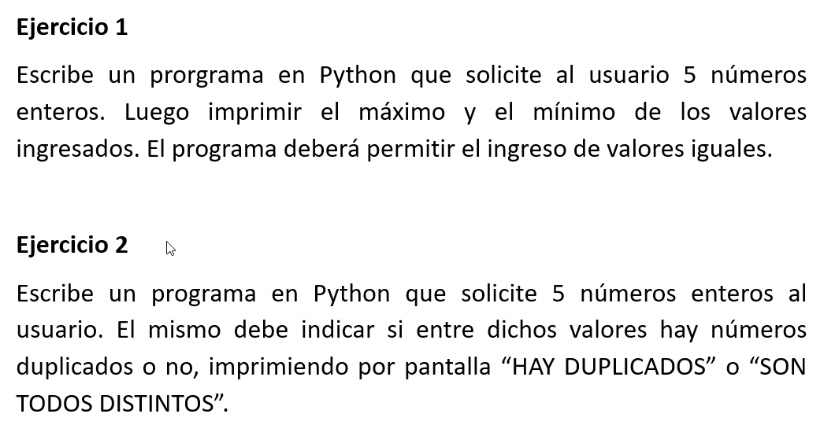 Ejercicio 1
Escribe un prorgrama en Python que solicite al usuario 5 números
enteros. Luego imprimir el máximo y el mínimo de los valores
ingresados. El programa deberá permitir el ingreso de valores iguales.
Ejercicio 2
Escribe un programa en Python que solicite 5 números enteros al
usuario. El mismo debe indicar si entre dichos valores hay números
duplicados o no, imprimiendo por pantalla “HAY DUPLICADOS” o “SON
TODOS DISTINTOS”.